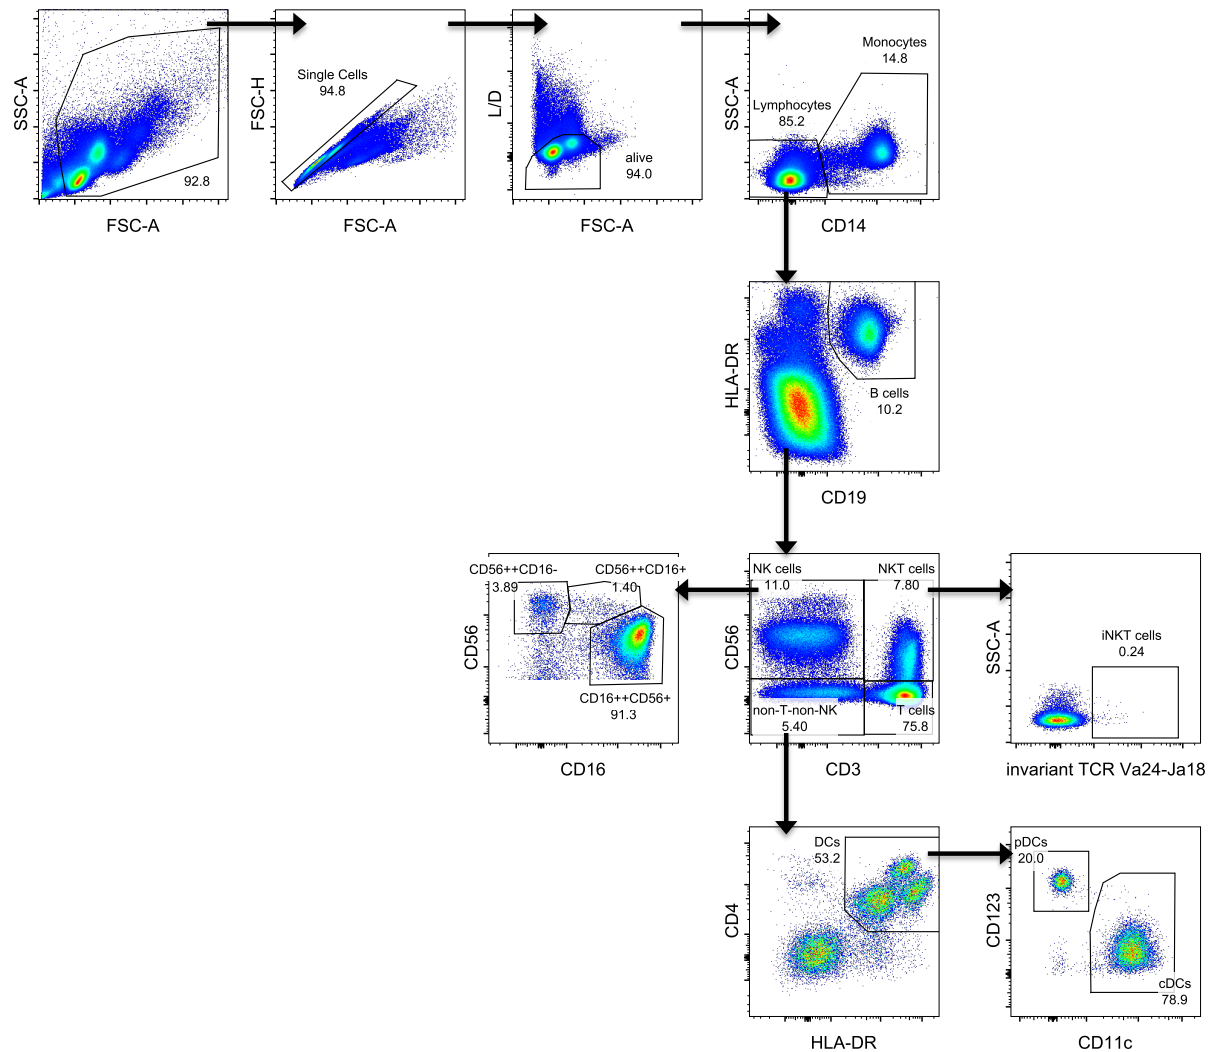 SSC-A
92.8
FSC-A
FSC-H
Single Cells
94.8
FSC-A
L/D
alive
94.0
FSC-A
SSC-A
Monocytes
14.8
Lymphocytes
85.2
CD14
HLA-DR
B cells
10.2
CD19
CD56
CD56++CD16-
3.89
CD56++CD16+
1.40
CD16++CD56+
91.3
CD16
CD56
NK cells
11.0
NKT cells
7.80
non-T-non-NK
5.40
T cells
75.8
CD3
SSC-A
iNKT cells
0.24
invariant TCR Va24-Ja18
CD4
DCs
53.2
HLA-DR
CD123
pDCs
20.0
cDCs
78.9
CD11c